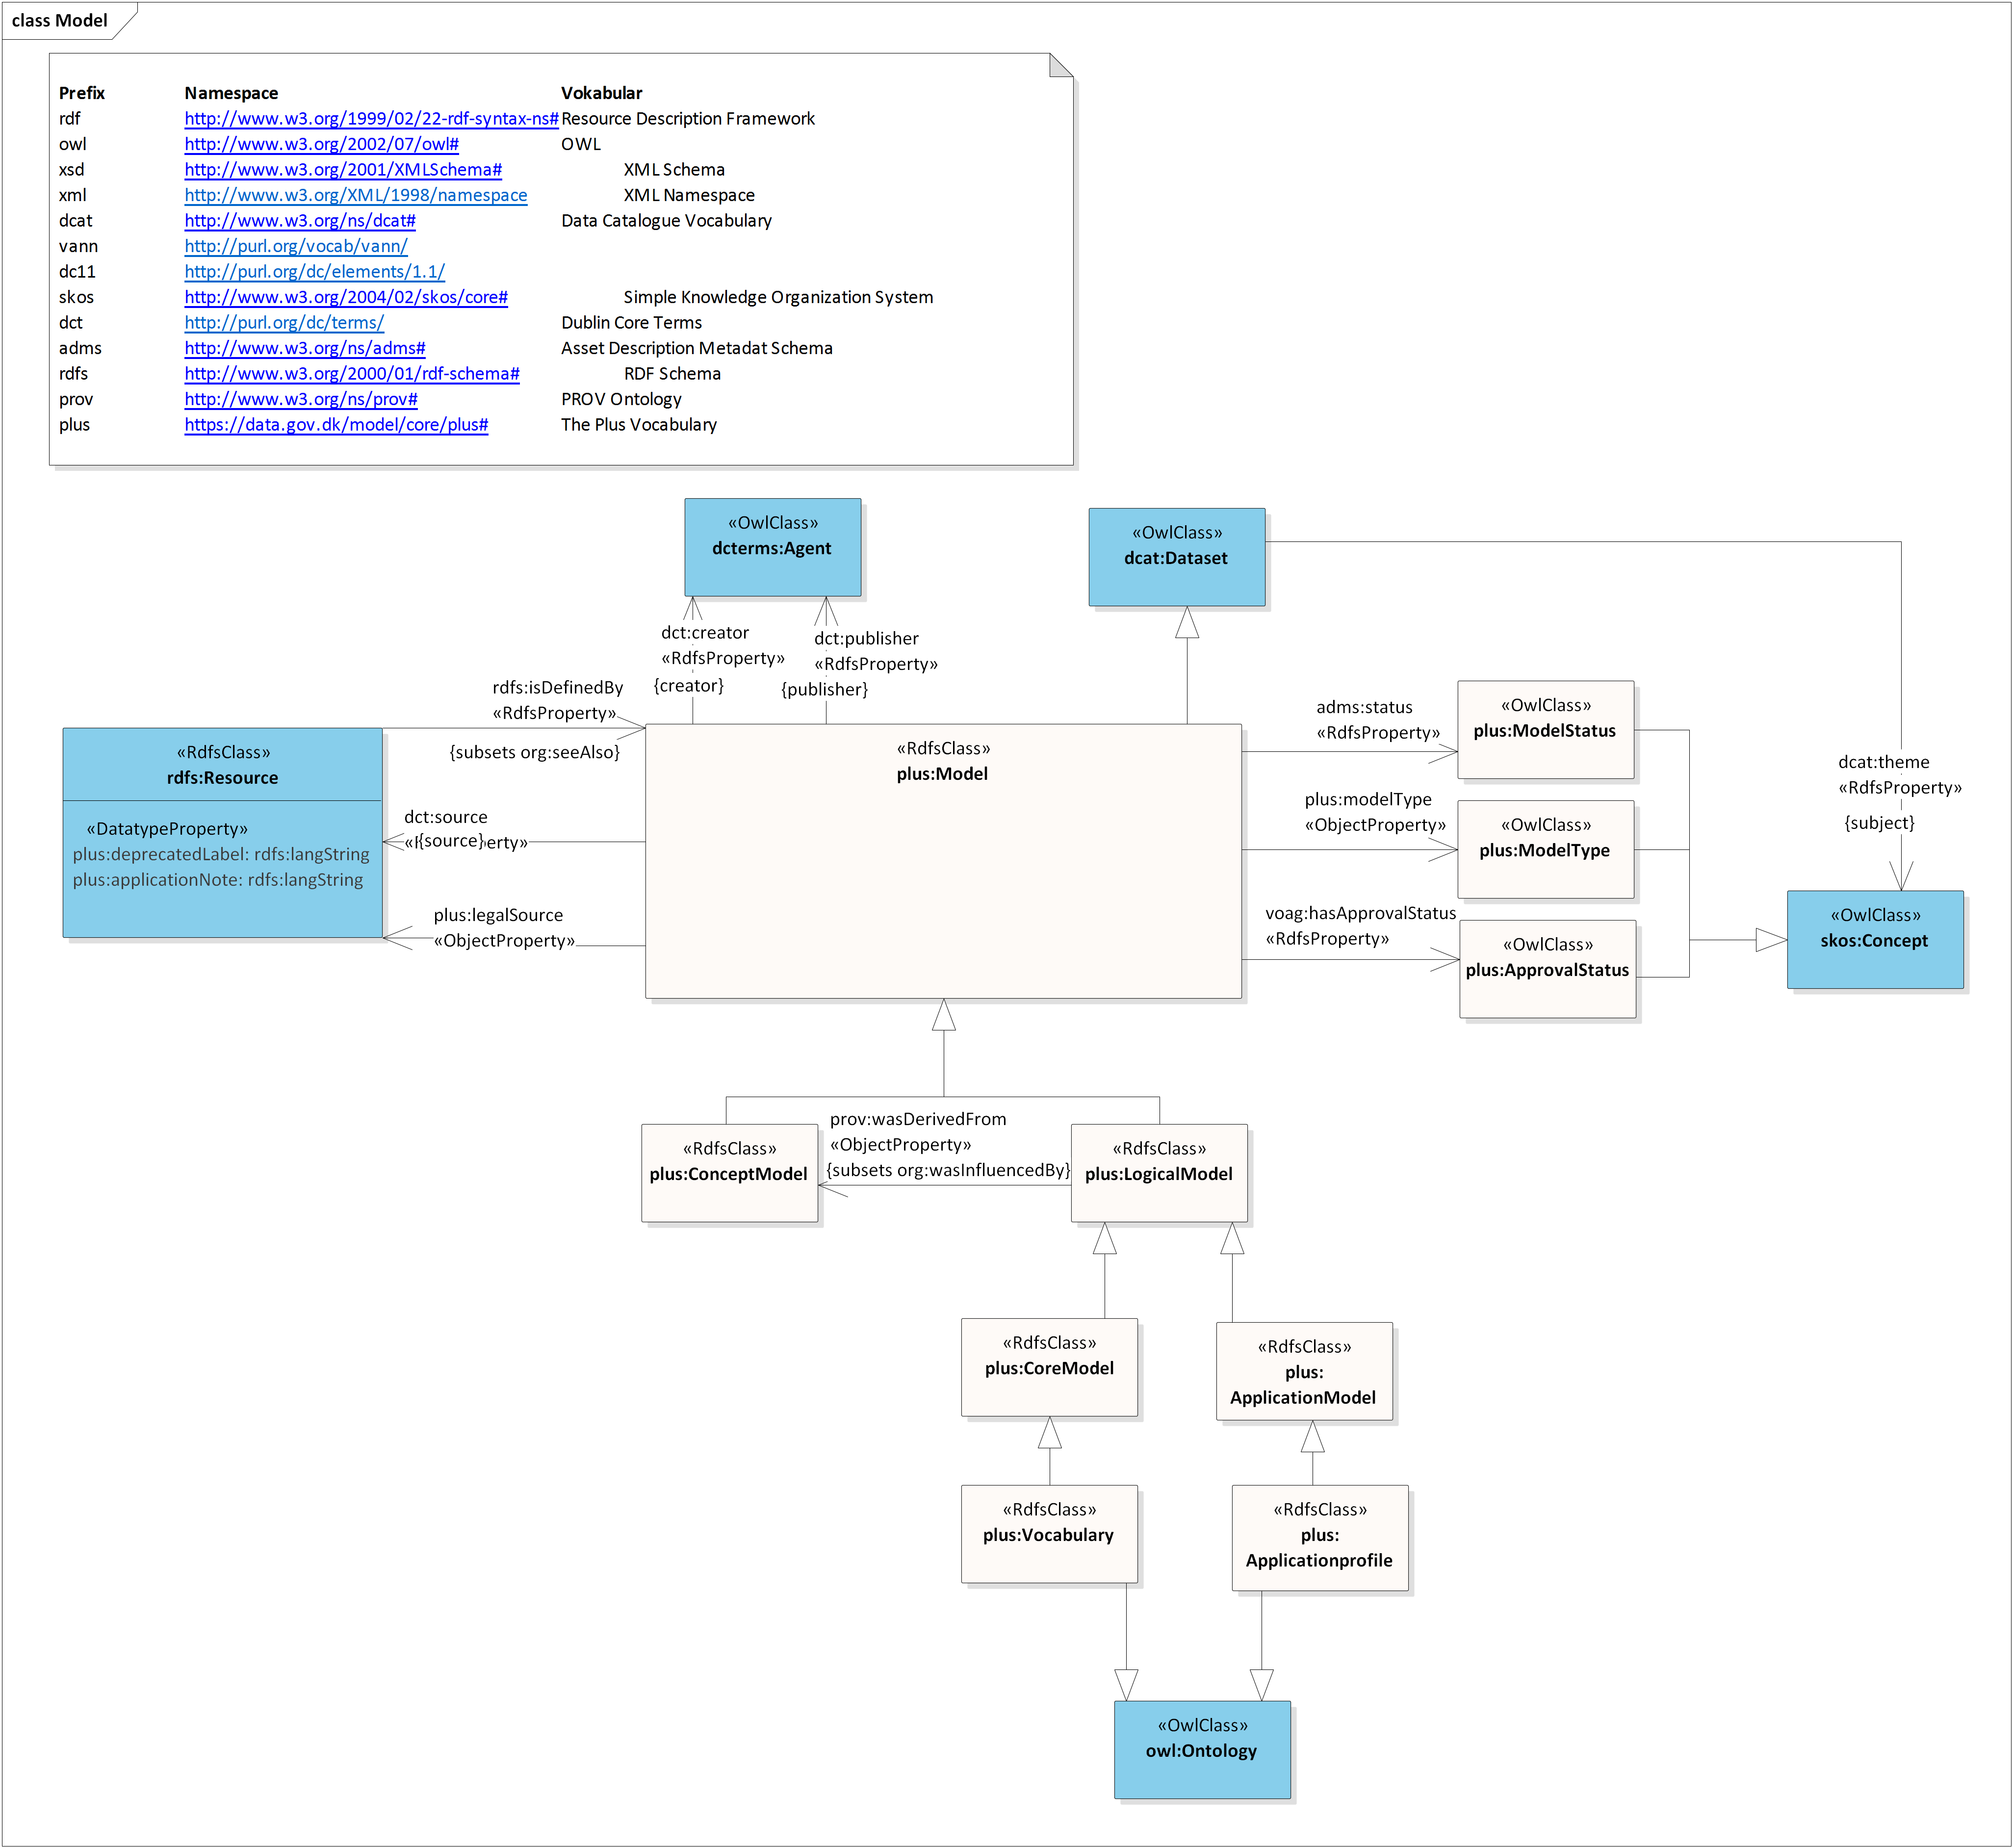 class Model
Prefix Namespace Vokabular
rdf http://www.w3.org/1999/02/22-rdf-syntax-ns# Resource Description Framework
owl http://www.w3.org/2002/07/owl# OWL
xsd http://www.w3.org/2001/XMLSchema# XML Schema
xml http://www.w3.org/XML/1998/namespace XML Namespace
dcat http://www.w3.org/ns/dcat# Data Catalogue Vocabulary
vann http://purl.org/vocab/vann/
dc11 http://purl.org/dc/elements/1.1/
skos http://www.w3.org/2004/02/skos/core# Simple Knowledge Organization System
dct http://purl.org/dc/terms/ Dublin Core Terms
adms http://www.w3.org/ns/adms# Asset Description Metadat Schema
rdfs http://www.w3.org/2000/01/rdf-schema# RDF Schema
prov http://www.w3.org/ns/prov# PROV Ontology
plus https://data.gov.dk/model/core/plus# The Plus Vocabulary
«OwlClass»
dcterms:Agent
«OwlClass»
dcat:Dataset
dct:creator
«RdfsProperty»
{creator}
dct:publisher
«RdfsProperty»
{publisher}
rdfs:isDefinedBy
«RdfsProperty»
{subsets org:seeAlso}
«RdfsClass»
rdfs:Resource
«DatatypeProperty»
plus:deprecatedLabel: rdfs:langString
plus:applicationNote: rdfs:langString
dct:source
{source}
plus:legalSource
«ObjectProperty»
«RdfsClass»
plus:Model
adms:status
«RdfsProperty»
«OwlClass»
plus:ModelStatus
plus:modelType
«ObjectProperty»
«OwlClass»
plus:ModelType
voag:hasApprovalStatus
«RdfsProperty»
«OwlClass»
plus:ApprovalStatus
dcat:theme
«RdfsProperty»
{subject}
«OwlClass»
skos:Concept
«RdfsClass»
plus:ConceptModel
prov:wasDerivedFrom
«ObjectProperty»
{subsets org:wasInfluencedBy}
«RdfsClass»
plus:LogicalModel
«RdfsClass»
plus:CoreModel
«RdfsClass»
plus:
ApplicationModel
«RdfsClass»
plus:Vocabulary
«RdfsClass»
plus:
Applicationprofile
«OwlClass»
owl:Ontology